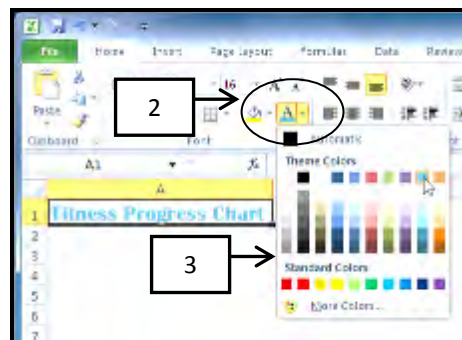 File Home Insert Page Layout Formulas Data Review
16 A A
Paste
2
A
Clipboard Font
Automatic
A1 fx
Theme Colors
A
1 Fitness Progress Chart
2
3
4
5
6
7
3
Standard Colors
More Colors...